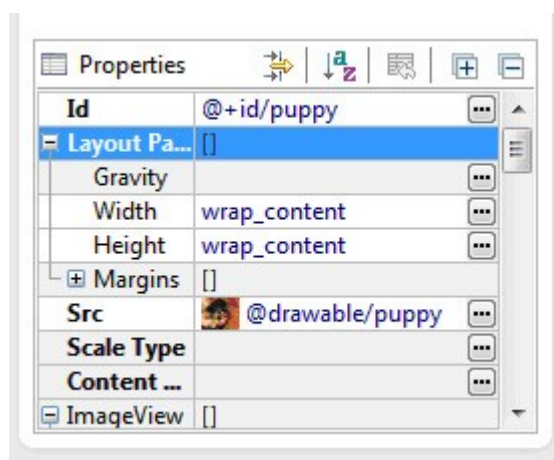 Properties
Id @+id/puppy
Layout Pa... []
Gravity
Width wrap_content
Height wrap_content
Margins []
Src @drawable/puppy
Scale Type
Content ...
ImageView []